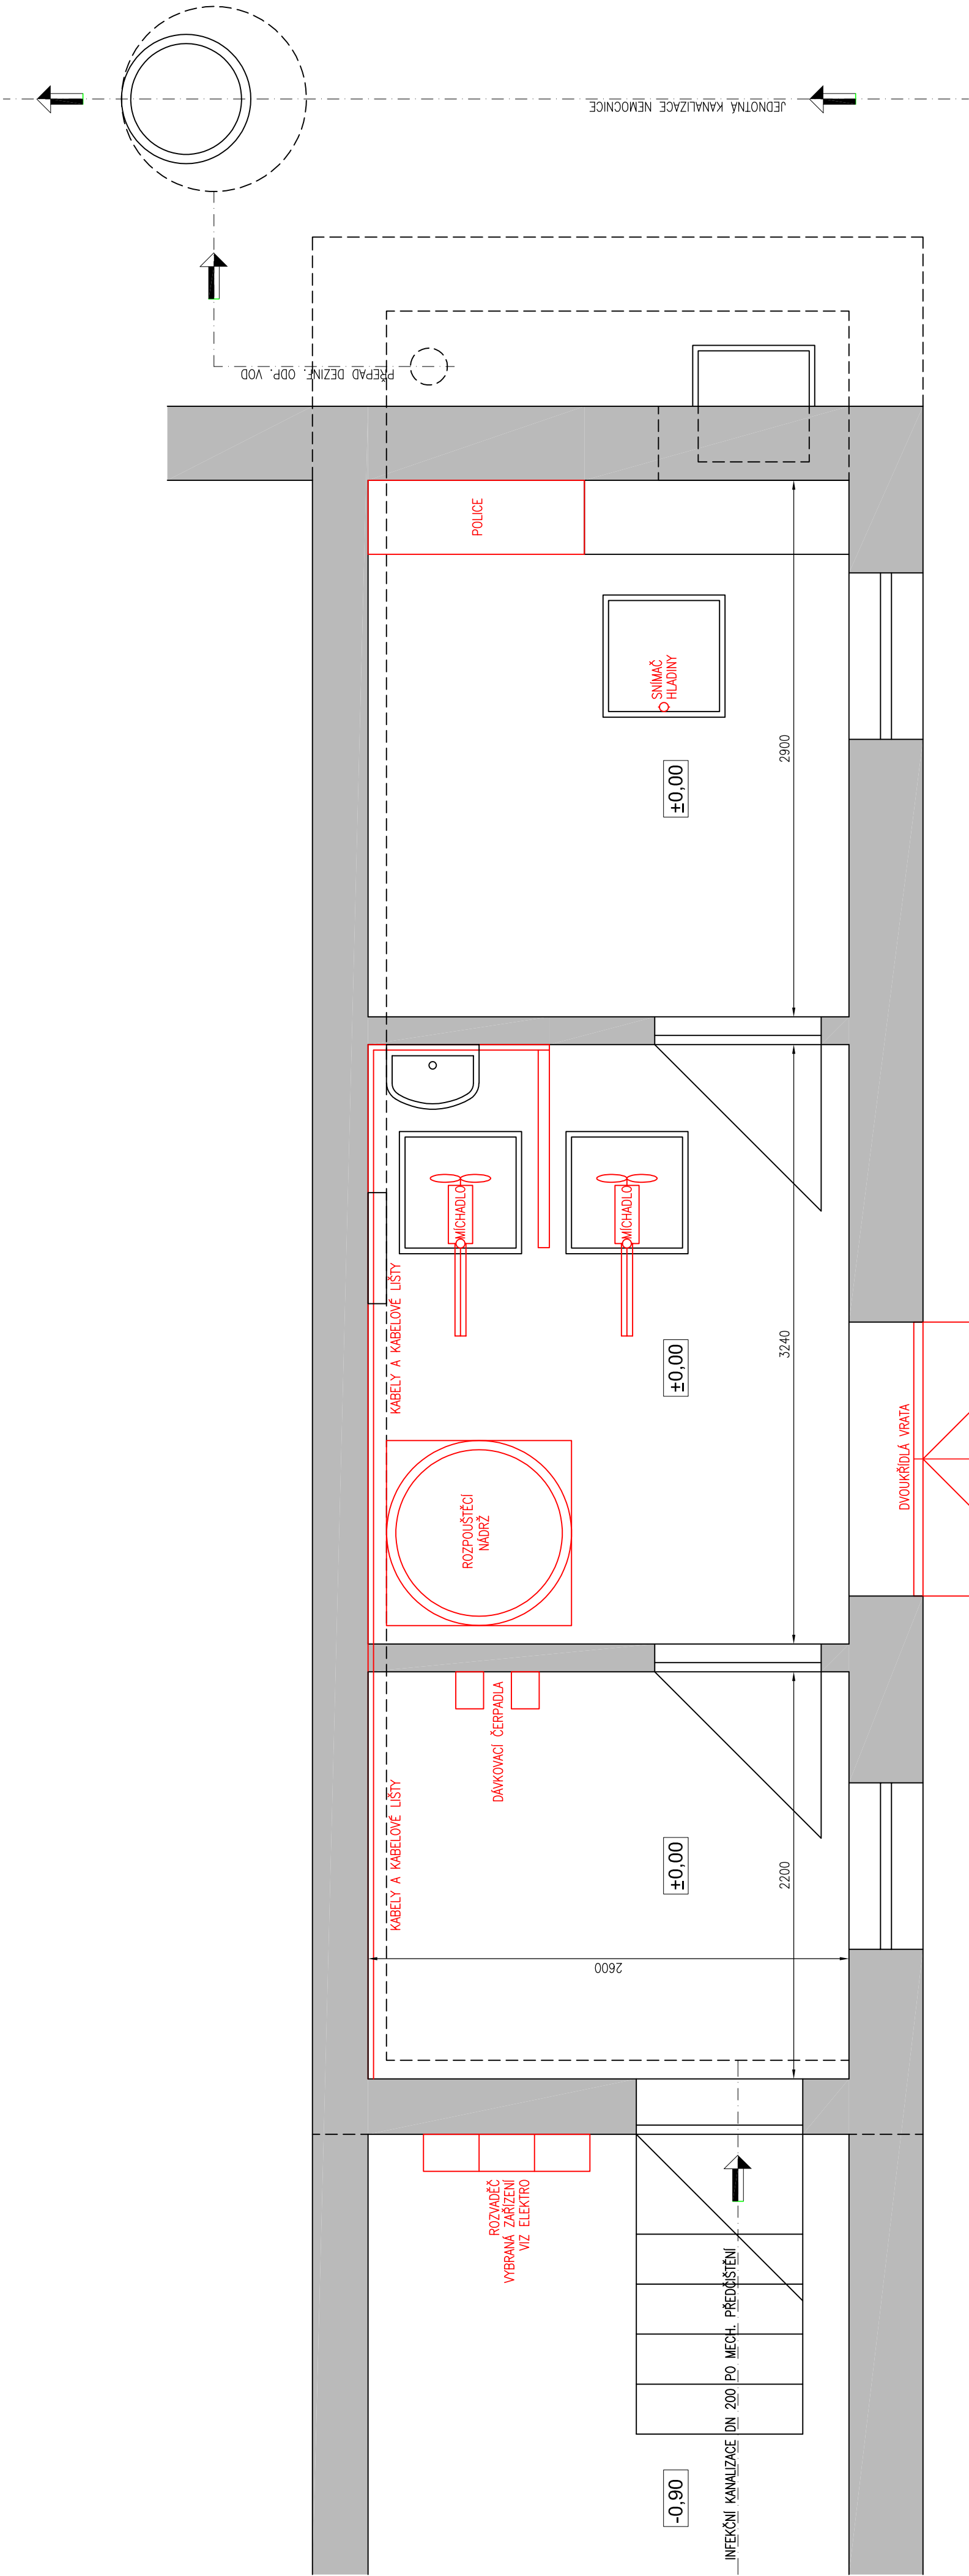 JEDNOTNÁ KANALIZACE NEMOCNICE
PŘEPAD DEZINF. ODP. VOD
POLICE
SNÍMAČ
HLADINY
±0,00
2900
MÍCHADLO
MÍCHADLO
KABELY A KABELOVÉ LIŠTY
±0,00
3240
ROZPOUŠTĚCÍ
NÁDRŽ
DVOUKŘÍDLÁ VRATA
DÁVKOVACÍ ČERPADLA
KABELY A KABELOVÉ LIŠTY
±0,00
2200
2600
ROZVADĚČ
VYBRANÁ ZAŘÍZENÍ
VIZ ELEKTRO
INFEKČNÍ KANALIZACE DN 200 PO MECH. PŘEDČIŠTĚNÍ
-0,90